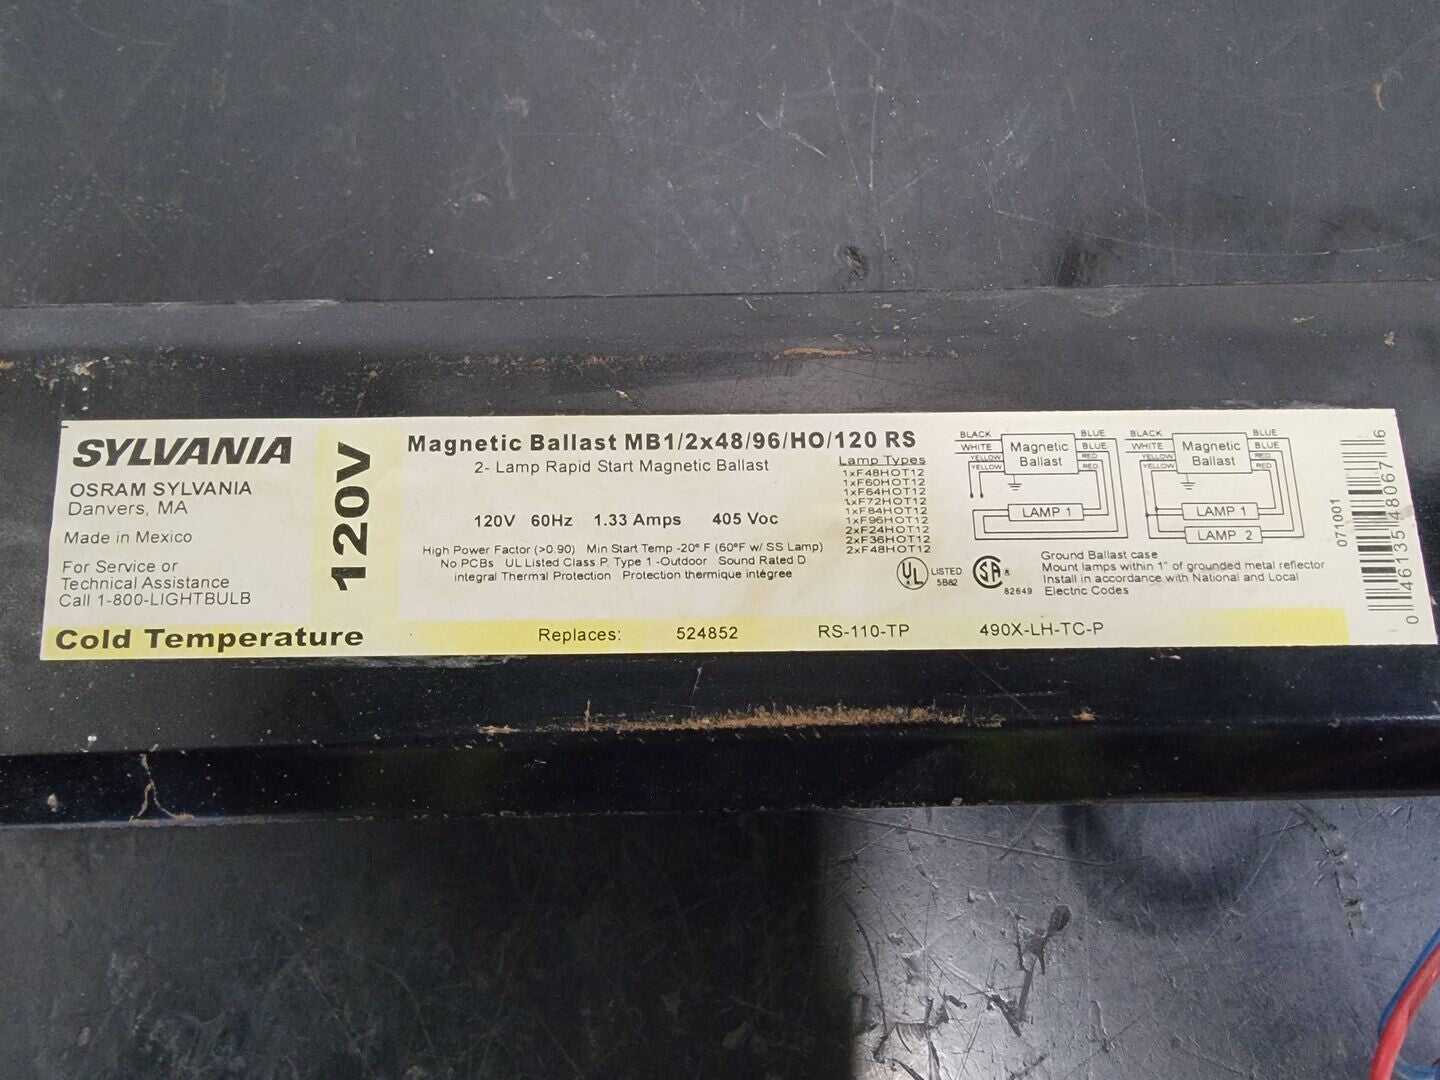 SYLVANIA
OSRAM SYLVANIA
Danvers, MA
Made in Mexico
For Service or
Technical Assistance
Call 1-800-LIGHTBULB
Cold Temperature
120V
Magnetic Ballast MB1/2x48/96/HO/120 RS
2- Lamp Rapid Start Magnetic Ballast
120V 60Hz 1.33 Amps 405 Voc
High Power Factor (>0.90) Min Start Temp -20° F (60°F w/ SS Lamp)
No PCBs UL Listed Class P, Type 1 -Outdoor Sound Rated D
integral Thermal Protection Protection thermique intégree
Lamp Types
1xF48HOT12
1xF60HOT12
1xF64HOT12
1xF72HOT12
1xF84HOT12
1xF96HOT12
2xF24HOT12
2xF36HOT12
2xF48HOT12
UL LISTED
5B82
SA
82649
BLACK
WHITE
YELLOW
YELLOW
Magnetic
Ballast
BLUE
BLUE
RED
RED
LAMP 1
BLACK
WHITE
YELLOW
YELLOW
Magnetic
Ballast
BLUE
BLUE
RED
RED
LAMP 1
LAMP 2
Ground Ballast case
Mount lamps within 1" of grounded metal reflector
Install in accordance with National and Local
Electric Codes
Replaces: 524852 RS-110-TP 490X-LH-TC-P
071001
0 46135 48067 6